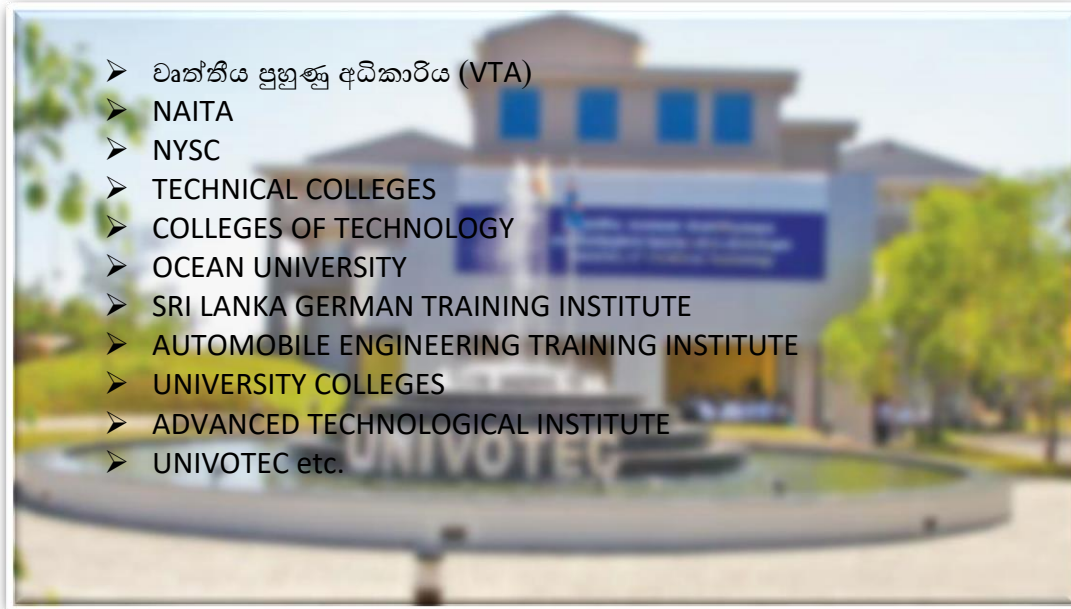 ➢ වෘත්තීය පුහුණු අධිකාරිය (VTA)
➢ NAITA
➢ NYSC
➢ TECHNICAL COLLEGES
➢ COLLEGES OF TECHNOLOGY
➢ OCEAN UNIVERSITY
➢ SRI LANKA GERMAN TRAINING INSTITUTE
➢ AUTOMOBILE ENGINEERING TRAINING INSTITUTE
➢ UNIVERSITY COLLEGES
➢ ADVANCED TECHNOLOGICAL INSTITUTE
➢ UNIVOTEC etc.
UNIVOTEC